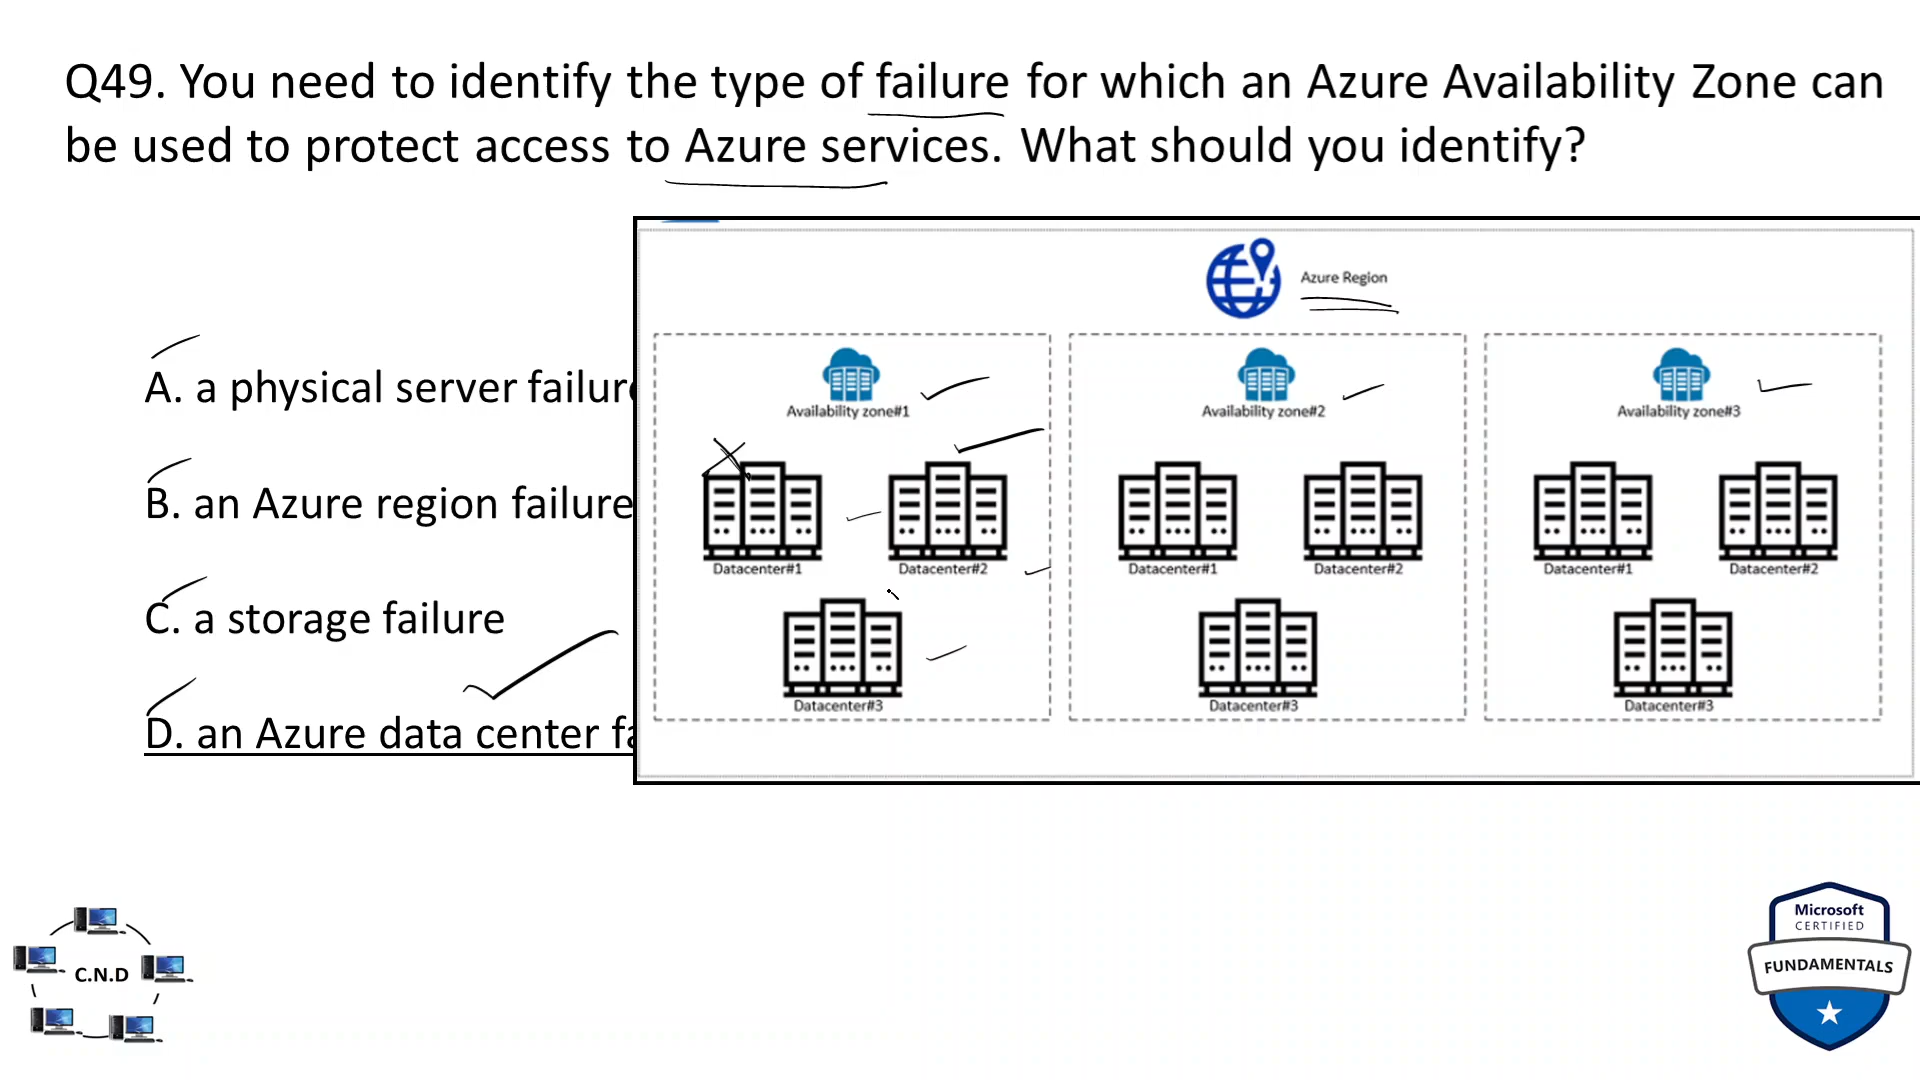 Q49. You need to identify the type of failure for which an Azure Availability Zone can
be used to protect access to Azure services. What should you identify?
Azure Region
A. a physical server failure
B. an Azure region failure
C. a storage failure
D. an Azure data center fa
Availability zone#1
Availability zone#2
Availability zone#3
Datacenter#1
Datacenter#2
Datacenter#1
Datacenter#2
Datacenter#1
Datacenter#2
Datacenter#3
Datacenter#3
Datacenter#3
C.N.D
Microsoft
CERTIFIED
FUNDAMENTALS